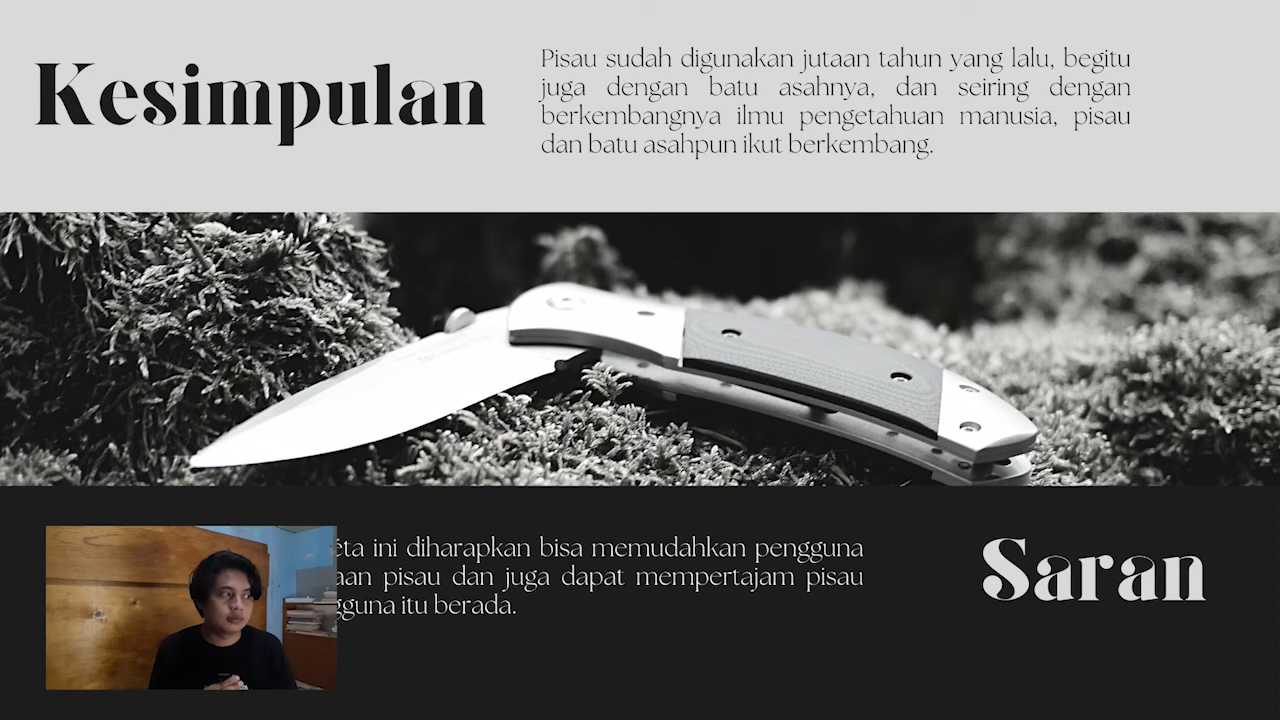 Kesimpulan
Pisau sudah digunakan jutaan tahun yang lalu, begitu
juga dengan batu asahnya, dan seiring dengan
berkembangnya ilmu pengetahuan manusia, pisau
dan batu asahpun ikut berkembang.
ini diharapkan bisa memudahkan pengguna
pisau dan juga dapat mempertajam pisau
itu berada.
Saran